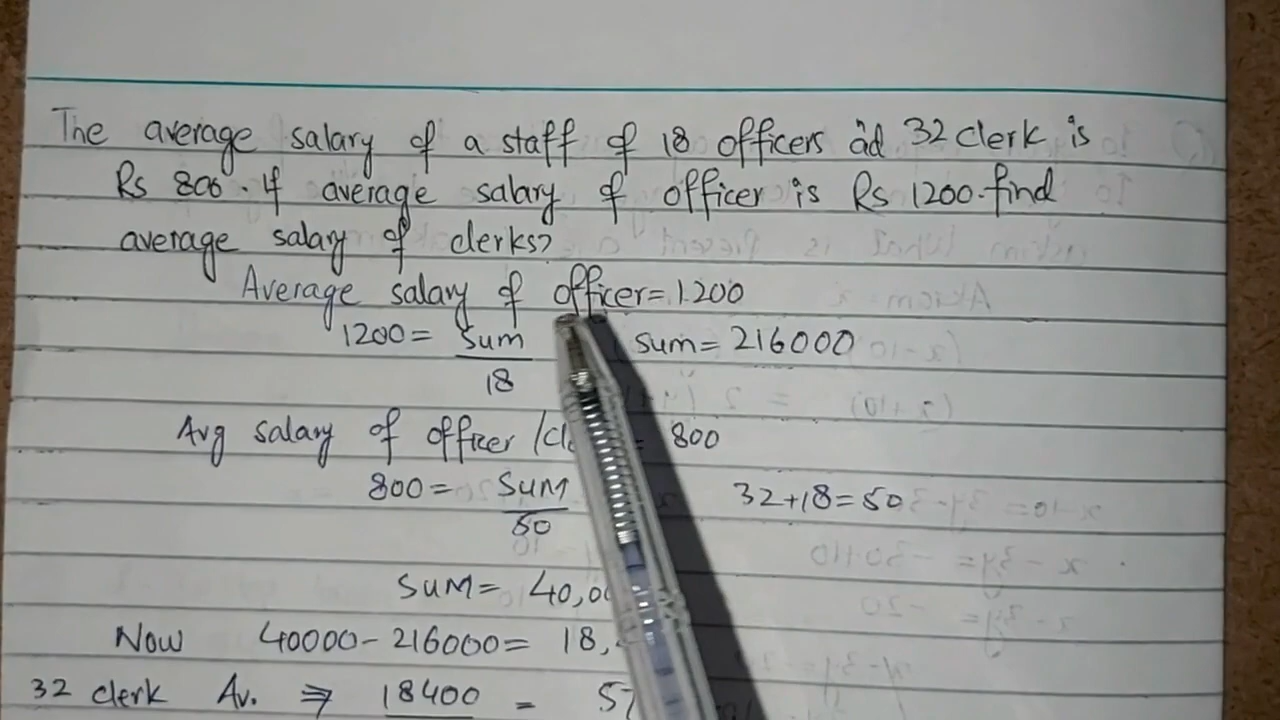 The average salary of a staff of 18 officers ad 32 clerk is
Rs 800. If average salary of officer is Rs 1200. find
average salary of clerks?
Average salary of officer = 1200
1200 = Sum sum = 216000
18
Avg salary of officer / = 800
800 = Sum 32+18=50
50
Sum = 40,0
Now 40000 - 216000 = 18,
32 clerk Av. ⇒ 18400 = 57